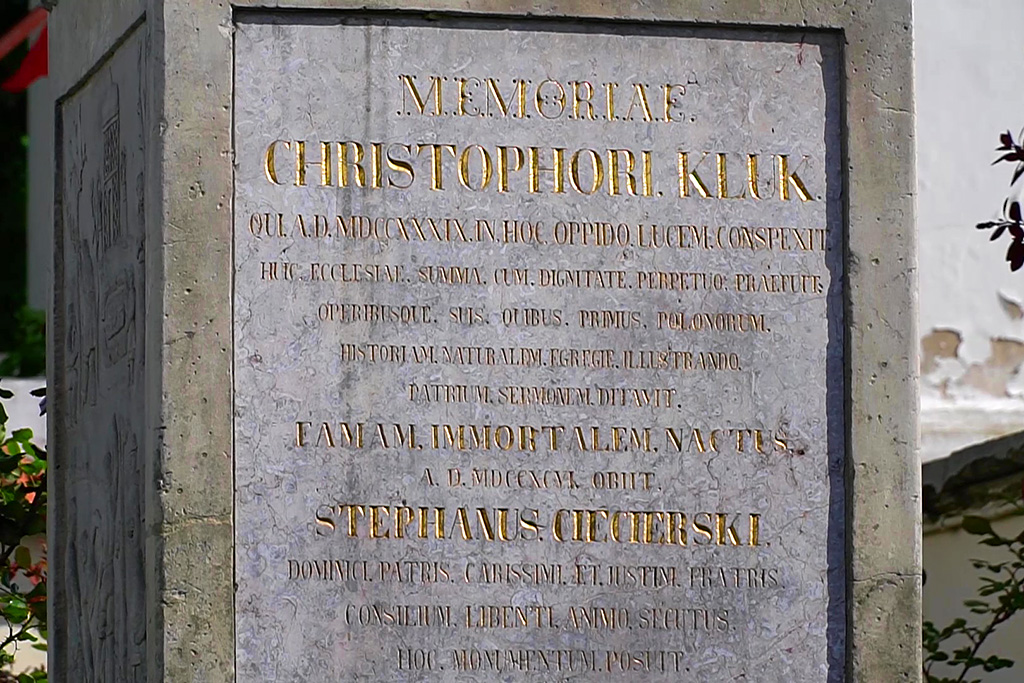 MEMORIAE.
CHRISTOPHORI. KLUK.
QUI. A.D. MDCCXXXIX. IN. HOC. OPPIDO. LUCEM. CONSPEXIT.
HUIC. ECCLESIAE. SUMMA. CUM. DIGNITATE. PERPETUO. PRAEFUIT.
OPERIBUSQUE. SUIS. QUIBUS. PRIMUS. POLONORUM.
HISTORIAM. NATURALEM. EGREGIE. ILLUSTRANDO.
PATRIUM. SERMONEM. DITAVIT.
FAMAM. IMMORTALEM. NACTUS.
A. D. MDCCXCVI. OBIIT.
STEPHANUS. CIECIERSKI
DOMINICI. PATRIS. CARISSIMI. ET. IUSTINI. FRATRIS.
CONSILIUM. LIBENTI. ANIMO. SECUTUS.
HOC. MONUMENTUM. POSUIT.